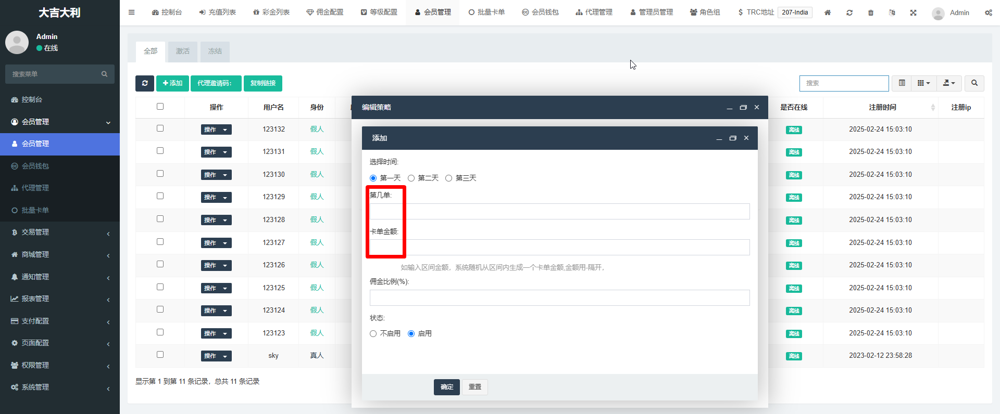 大吉大利
控制台
充值列表
彩金列表
佣金配置
等级配置
会员管理
批量卡单
会员钱包
代理管理
管理员管理
角色组
TRC地址
207-India
Admin
Admin
在线
搜索菜单
控制台
会员管理
会员管理
会员钱包
代理管理
批量卡单
交易管理
商城管理
通知管理
报表管理
支付配置
页面配置
权限管理
系统管理
全部
激活
冻结
添加
代理邀请码：
复制链接
搜索
操作 用户名 身份 是否在线 注册时间 注册ip
操作 123132 假人 离线 2025-02-24 15:03:10
操作 123131 假人 离线 2025-02-24 15:03:10
操作 123130 假人 离线 2025-02-24 15:03:10
操作 123129 假人 离线 2025-02-24 15:03:10
操作 123128 假人 离线 2025-02-24 15:03:10
操作 123127 假人 离线 2025-02-24 15:03:10
操作 123126 假人 离线 2025-02-24 15:03:10
操作 123125 假人 离线 2025-02-24 15:03:10
操作 123124 假人 离线 2025-02-24 15:03:10
操作 123123 假人 离线 2025-02-24 15:03:10
操作 sky 真人 离线 2023-02-12 23:58:28
显示第 1 到第 11 条记录，总共 11 条记录
编辑策略
添加
选择时间:
第一天 第二天 第三天
第几单:
卡单金额:
如输入区间金额，系统随机从区间内生成一个卡单金额,金额用-隔开，
佣金比例(%):
状态:
不启用 启用
确定 重置